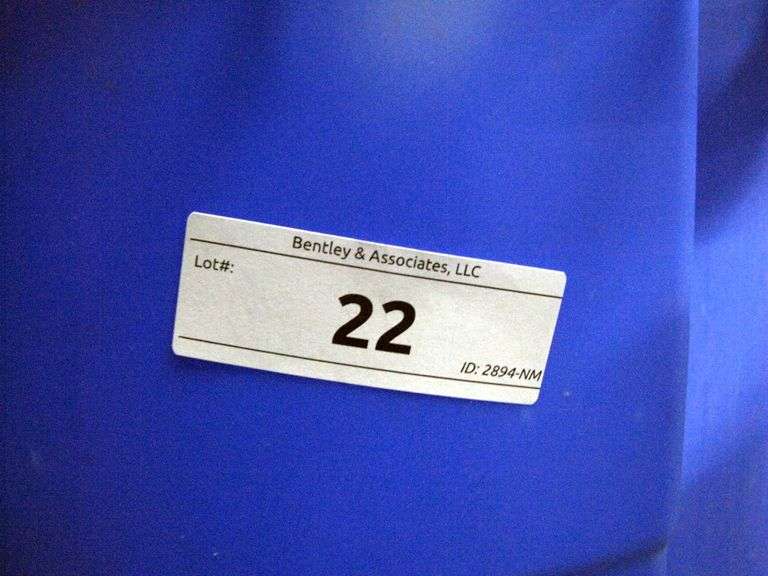 Bentley & Associates, LLC
Lot#:
22
ID: 2894-NM